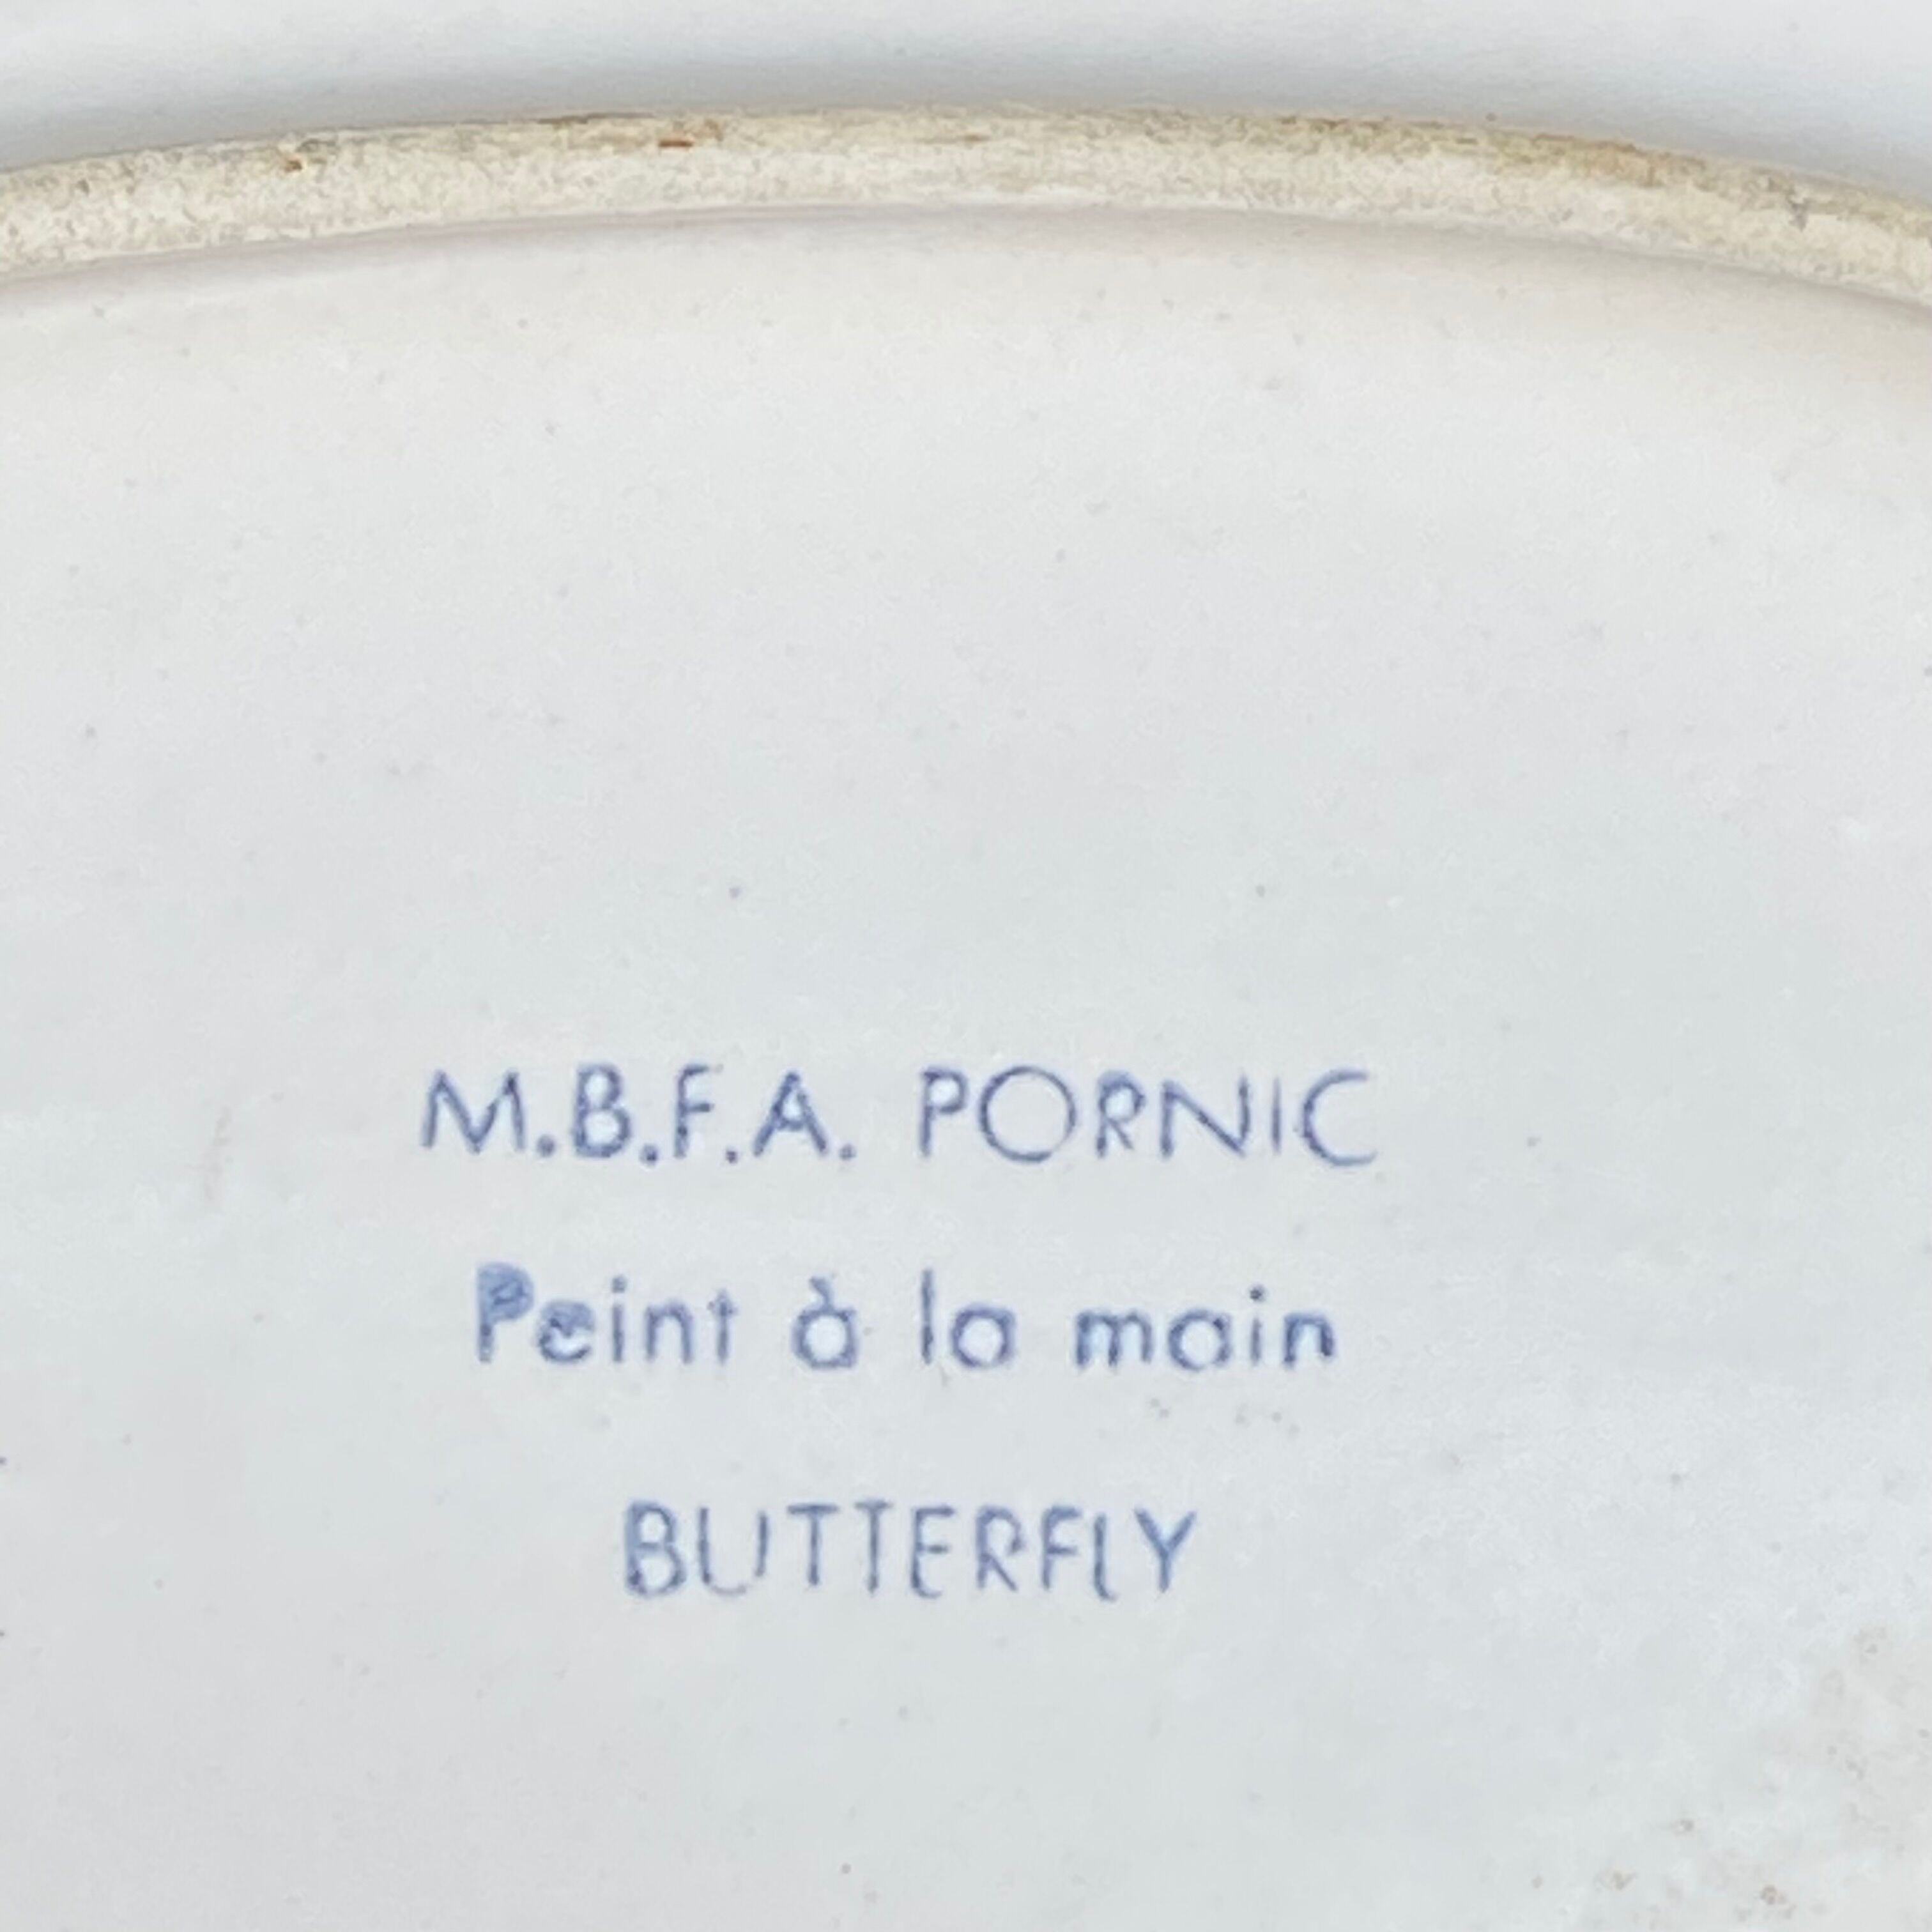 M.B.F.A. PORNIC
Peint à la main
BUTTERFLY